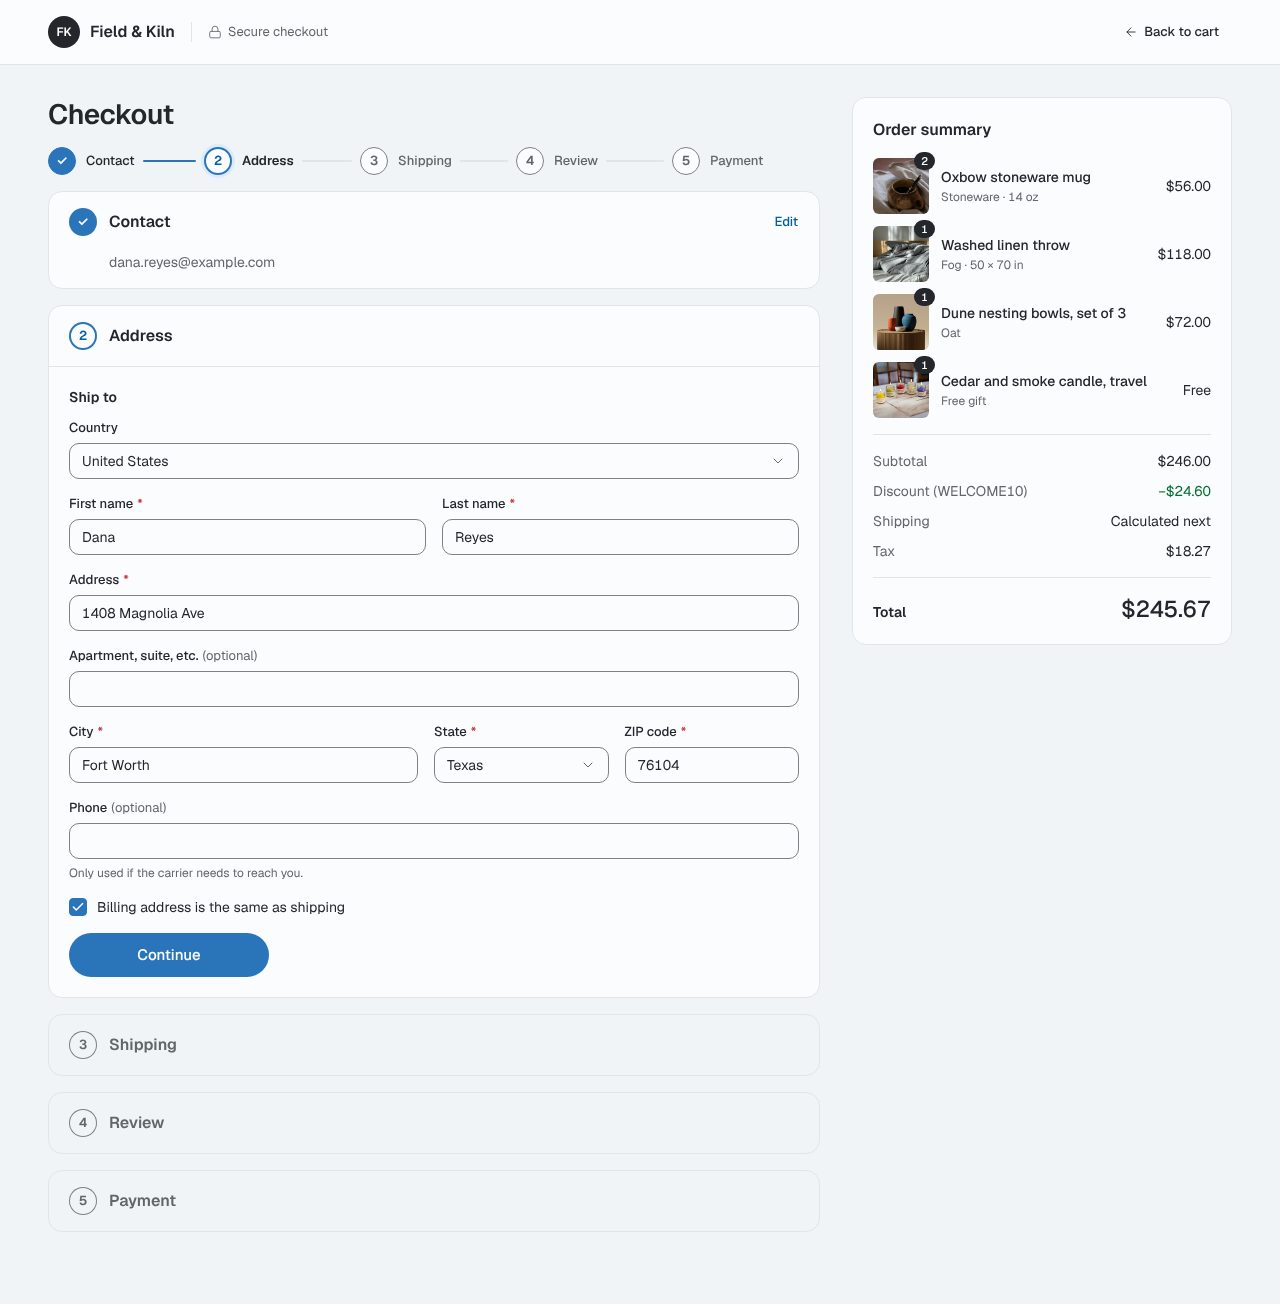 FK Field & Kiln Secure checkout Back to cart
Checkout
Contact 2 Address 3 Shipping 4 Review 5 Payment
Contact Edit
dana.reyes@example.com
2 Address
Ship to
Country
United States
First name * Last name *
Dana Reyes
Address *
1408 Magnolia Ave
Apartment, suite, etc. (optional)
City * State * ZIP code *
Fort Worth Texas 76104
Phone (optional)
Only used if the carrier needs to reach you.
Billing address is the same as shipping
Continue
3 Shipping
4 Review
5 Payment
Order summary
2
Oxbow stoneware mug $56.00
Stoneware · 14 oz
1
Washed linen throw $118.00
Fog · 50 × 70 in
1
Dune nesting bowls, set of 3 $72.00
Oat
1
Cedar and smoke candle, travel Free
Free gift
Subtotal $246.00
Discount (WELCOME10) −$24.60
Shipping Calculated next
Tax $18.27
Total $245.67